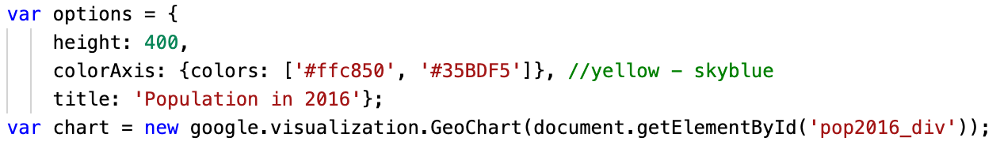 var options = {
height: 400,
colorAxis: {colors: ['#ffc850', '#35BDF5']}, //yellow - skyblue
title: 'Population in 2016'};
var chart = new google.visualization.GeoChart(document.getElementById('pop2016_div'));